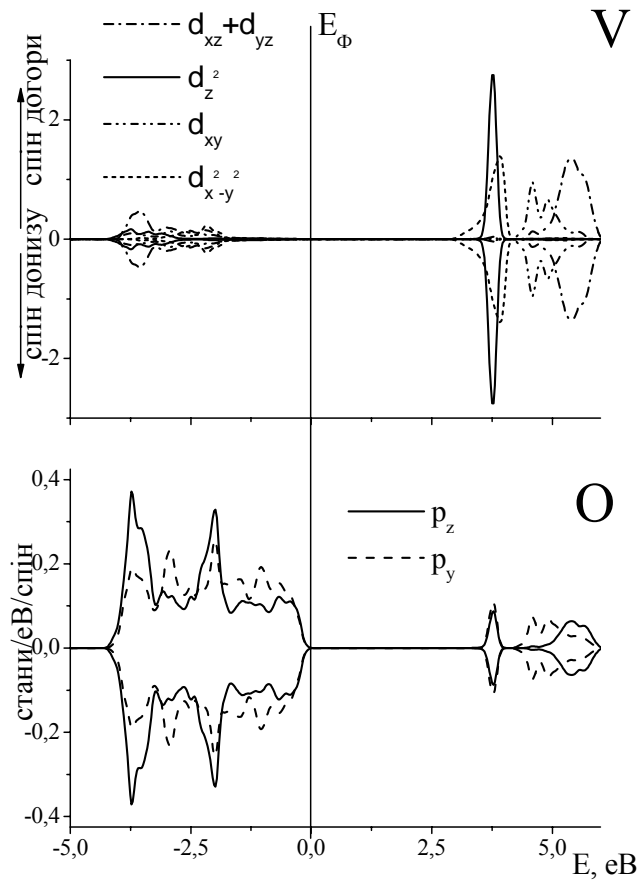 V
d_xz+d_yz
E_Ф
d_z²
d_xy
d_x²-y²
спін донизу спін догори
2
0
-2
O
0,4
p_z
p_y
0,2
0,0
-0,2
-0,4
стани/еВ/спін
-5,0 -2,5 0,0 2,5 5,0
E, еВ